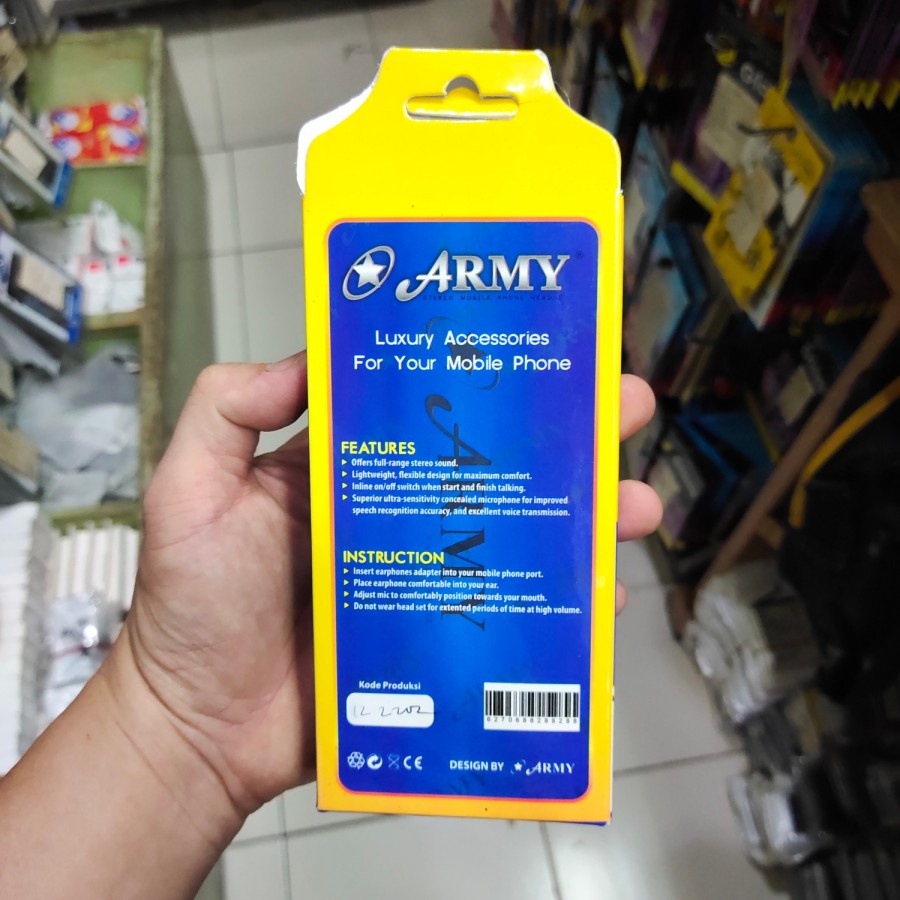 ARMY
STEREO MOBILE PHONE HEADSET
Luxury Accessories
For Your Mobile Phone
ARMY
FEATURES
Offers full-range stereo sound.
Lightweight, flexible design for maximum comfort.
Inline on/off switch when start and finish talking.
Superior ultra-sensitivity concealed microphone for improved
speech recognition accuracy, and excellent voice transmission.
INSTRUCTION
Insert earphones adapter into your mobile phone port.
Place earphone comfortable into your ear.
Adjust mic to comfortably position towards your mouth.
Do not wear head set for extented periods of time at high volume.
Kode Produksi
CE
DESIGN BY ARMY